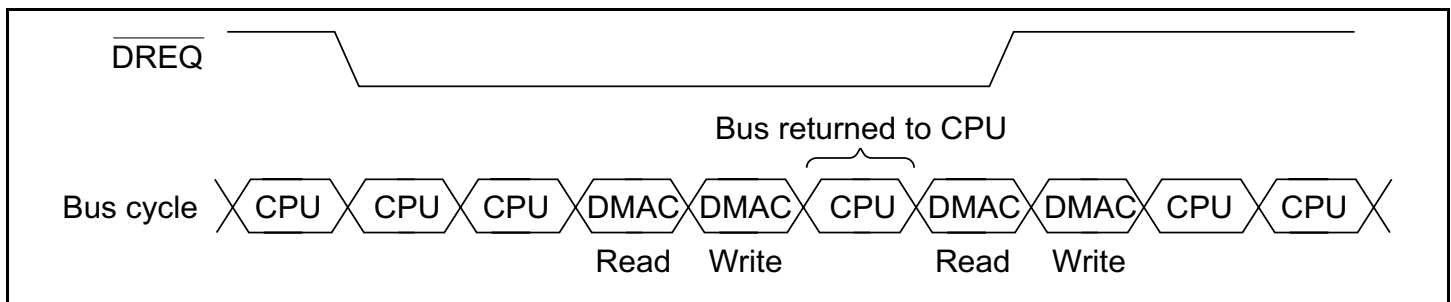 DREQ
Bus returned to CPU
Bus cycle CPU CPU CPU DMAC DMAC CPU DMAC DMAC CPU CPU
Read Write Read Write